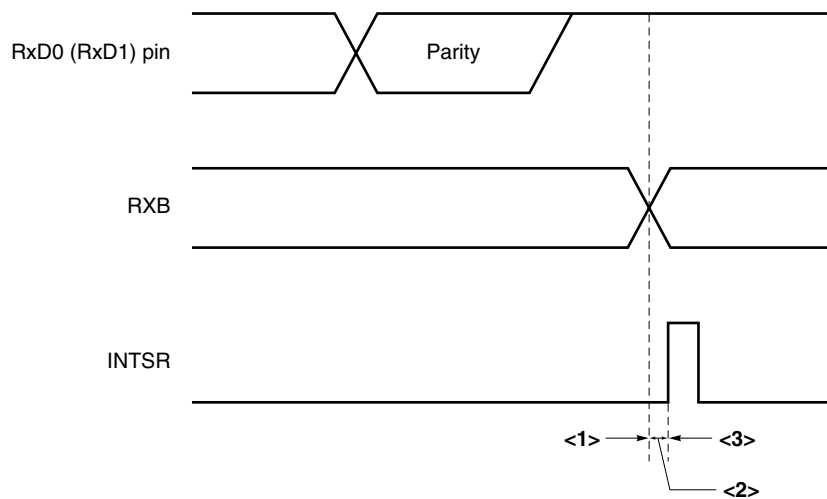 RxD0 (RxD1) pin
Parity
RXB
INTSR
<1>
<3>
<2>